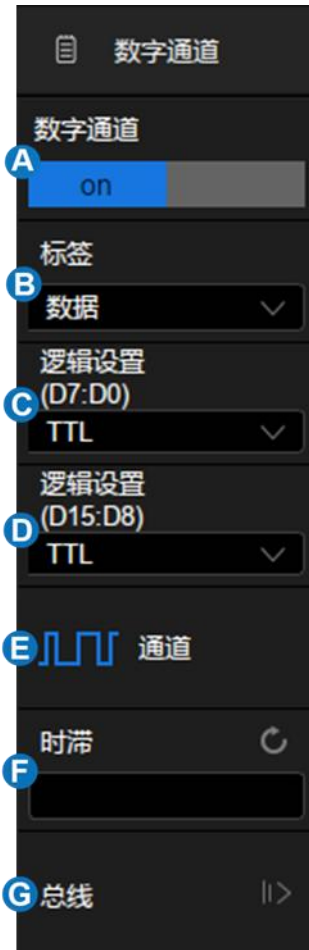 数字通道
数字通道
A
on
标签
B
数据
逻辑设置
(D7:D0)
C
TTL
逻辑设置
(D15:D8)
D
TTL
E
通道
时滞
F
G
总线